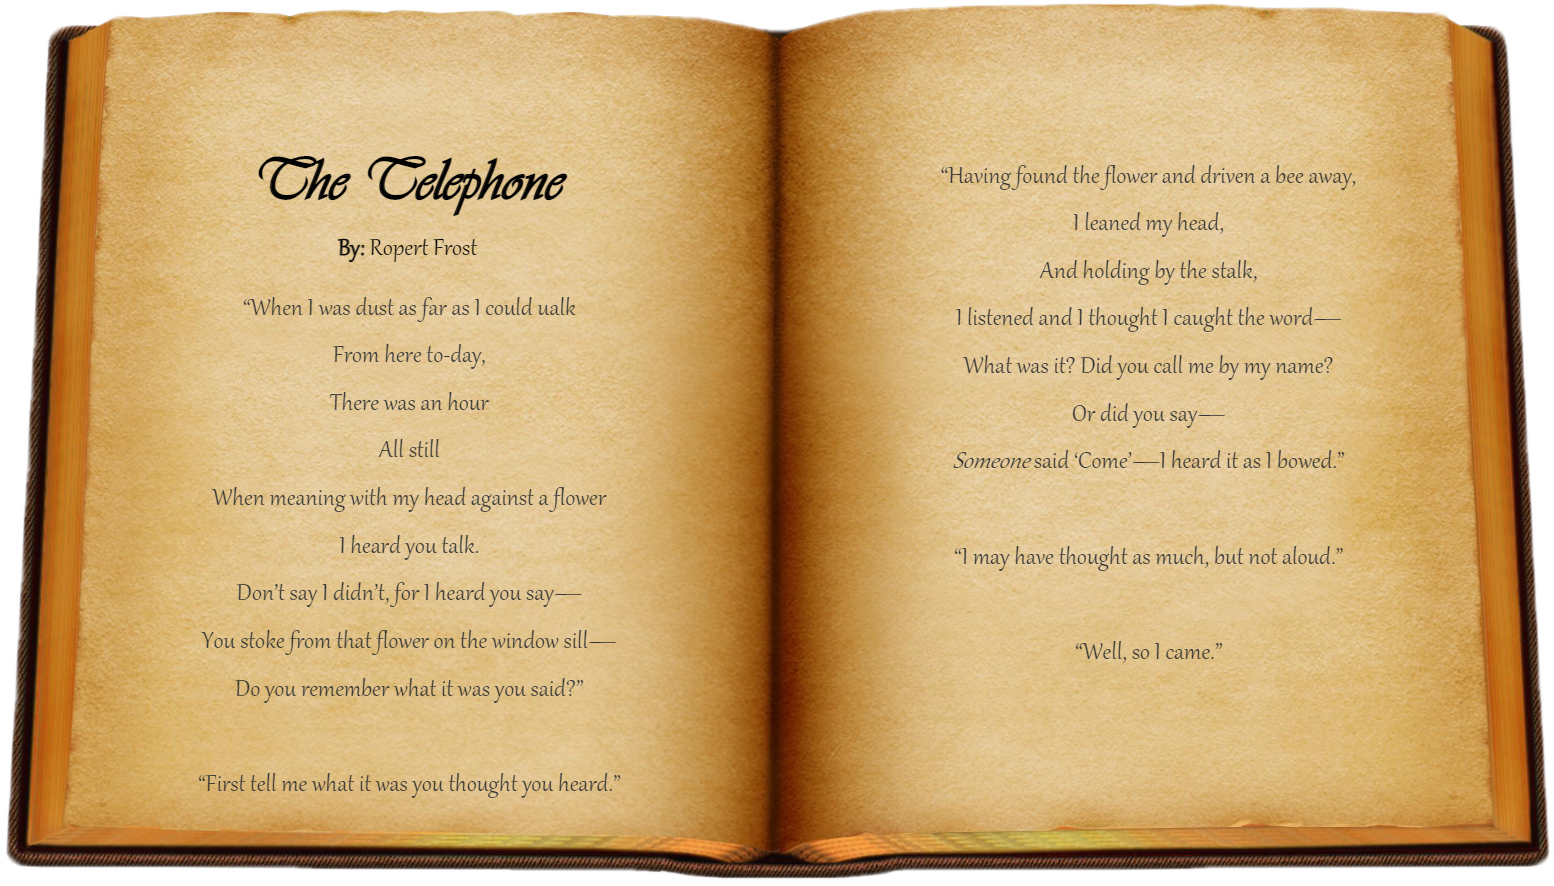 The Telephone
By: Ropert Frost
“When I was dust as far as I could ualk
From here to-day,
There was an hour
All still
When meaning with my head against a flower
I heard you talk.
Don’t say I didn’t, for I heard you say—
You stoke from that flower on the window sill—
Do you remember what it was you said?”
“First tell me what it was you thought you heard.”
“Having found the flower and driven a bee away,
I leaned my head,
And holding by the stalk,
I listened and I thought I caught the word—
What was it? Did you call me by my name?
Or did you say—
Someone said ‘Come’—I heard it as I bowed.”
“I may have thought as much, but not aloud.”
“Well, so I came.”